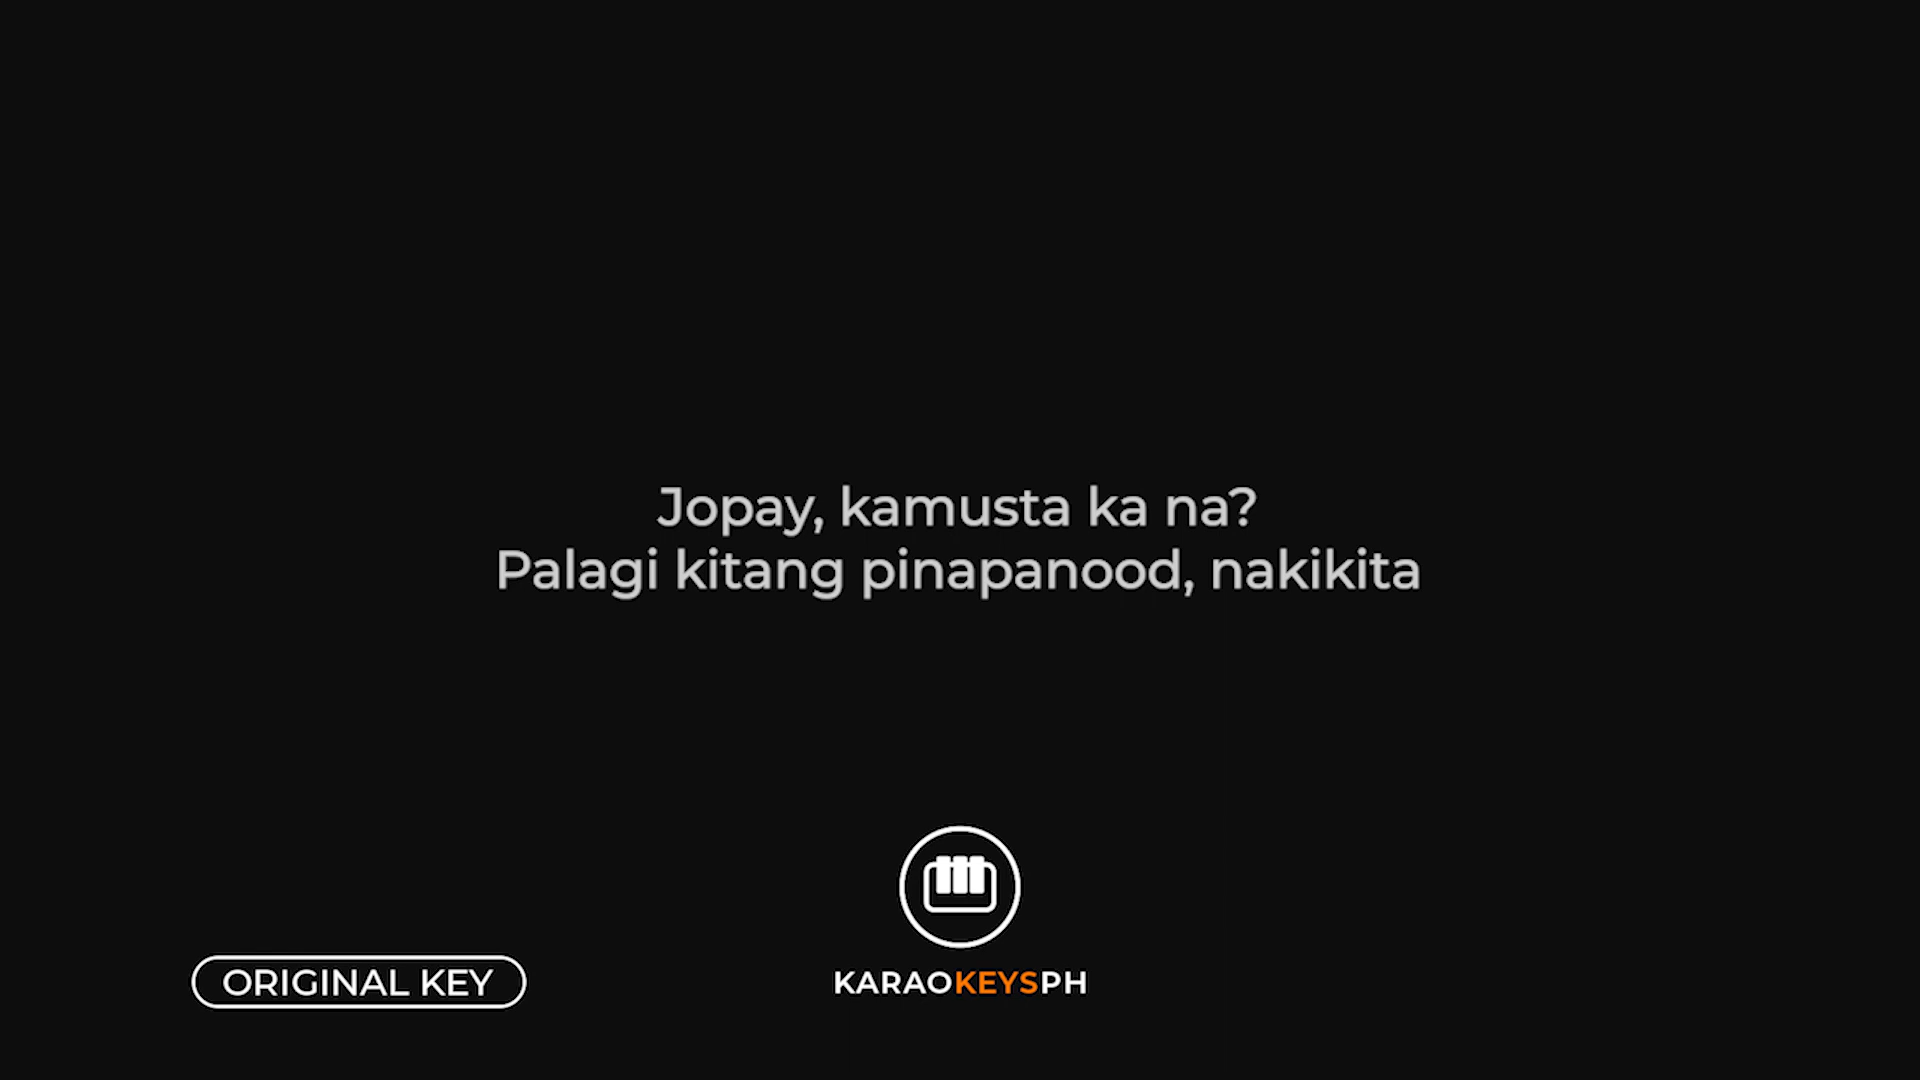 Jopay, kamusta ka na?
Palagi kitang pinapanood, nakikita
ORIGINAL KEY
KARAOKEYSPH